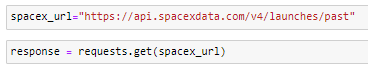 spacex_url="https://api.spacexdata.com/v4/launches/past"
response = requests.get(spacex_url)